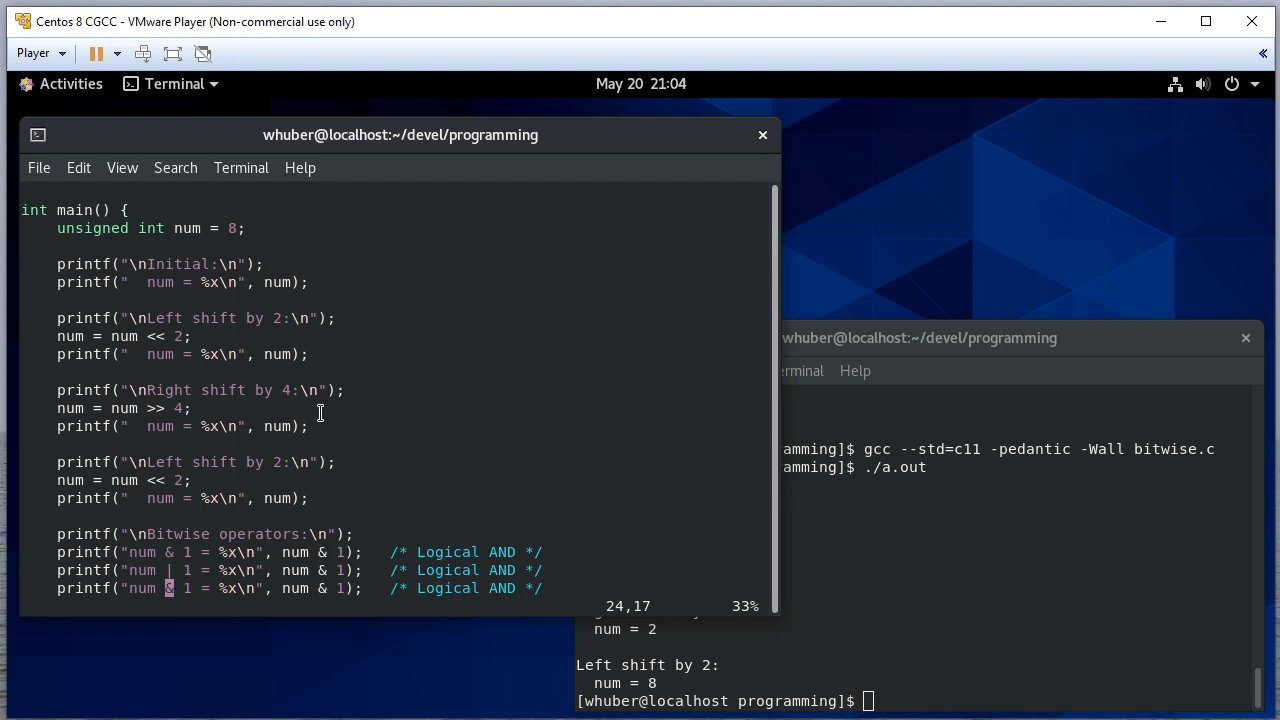 Centos 8 CGCC - VMware Player (Non-commercial use only)
Player
Activities Terminal May 20 21:04
whuber@localhost:~/devel/programming
File Edit View Search Terminal Help
int main() {
    unsigned int num = 8;
    printf("\nInitial:\n");
    printf("  num = %x\n", num);
    printf("\nLeft shift by 2:\n");
    num = num << 2;
    printf("  num = %x\n", num);
    printf("\nRight shift by 4:\n");
    num = num >> 4;
    printf("  num = %x\n", num);
    printf("\nLeft shift by 2:\n");
    num = num << 2;
    printf("  num = %x\n", num);
    printf("\nBitwise operators:\n");
    printf("num & 1 = %x\n", num & 1);   /* Logical AND */
    printf("num | 1 = %x\n", num & 1);   /* Logical AND */
    printf("num & 1 = %x\n", num & 1);   /* Logical AND */
24,17 33%
whuber@localhost:~/devel/programming
erminal Help
amming]$ gcc --std=c11 -pedantic -Wall bitwise.c
amming]$ ./a.out
  num = 2
Left shift by 2:
  num = 8
[whuber@localhost programming]$